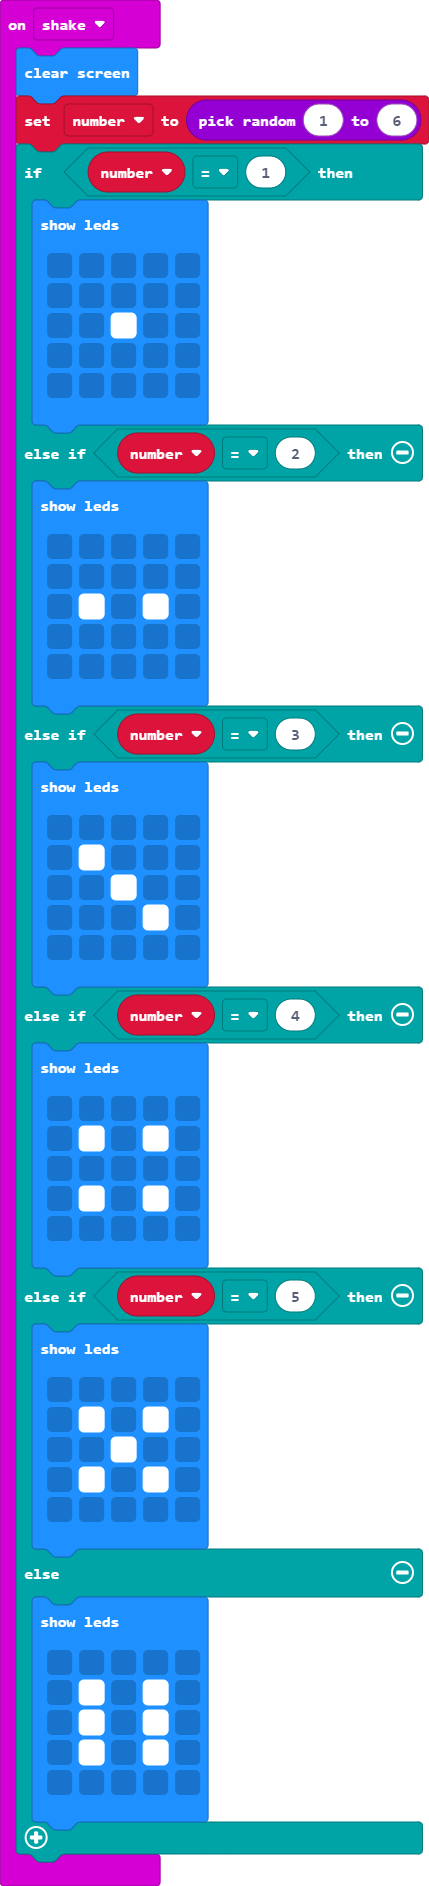 on shake
clear screen
set number to pick random 1 to 6
if number = 1 then
show leds
else if number = 2 then
show leds
else if number = 3 then
show leds
else if number = 4 then
show leds
else if number = 5 then
show leds
else
show leds